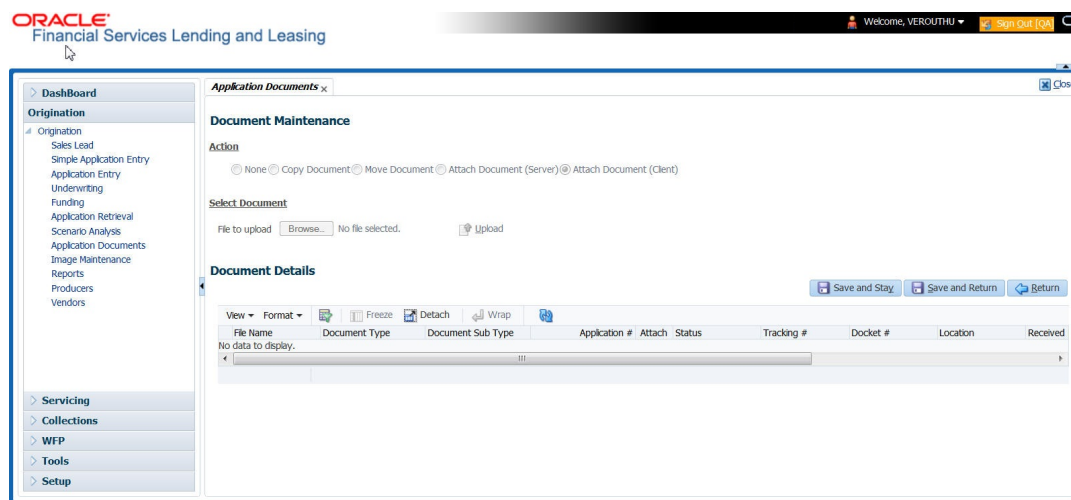 ORACLE
Financial Services Lending and Leasing
Welcome, VEROUTHU
Sign Out [QA]
DashBoard
Origination
Origination
Sales Lead
Simple Application Entry
Application Entry
Underwriting
Funding
Application Retrieval
Scenario Analysis
Application Documents
Image Maintenance
Reports
Producers
Vendors
Servicing
Collections
WFP
Tools
Setup
Application Documents x
Clos
Document Maintenance
Action
None Copy Document Move Document Attach Document (Server) Attach Document (Client)
Select Document
File to upload Browse... No file selected. Upload
Document Details
Save and Stay Save and Return Return
View Format Freeze Detach Wrap
File Name Document Type Document Sub Type Application # Attach Status Tracking # Docket # Location Received
No data to display.